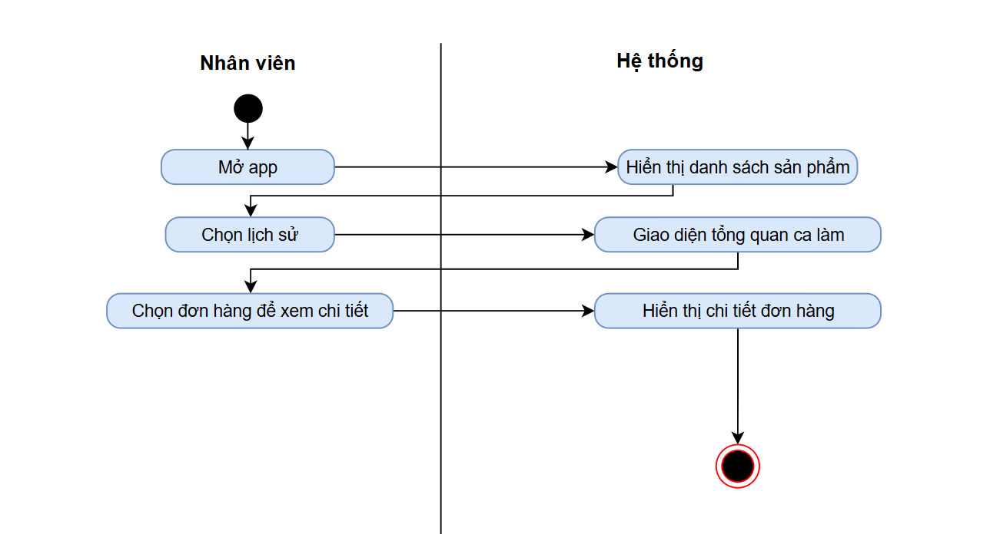 Nhân viên
Hệ thống
Mở app
Hiển thị danh sách sản phẩm
Chọn lịch sử
Giao diện tổng quan ca làm
Chọn đơn hàng để xem chi tiết
Hiển thị chi tiết đơn hàng